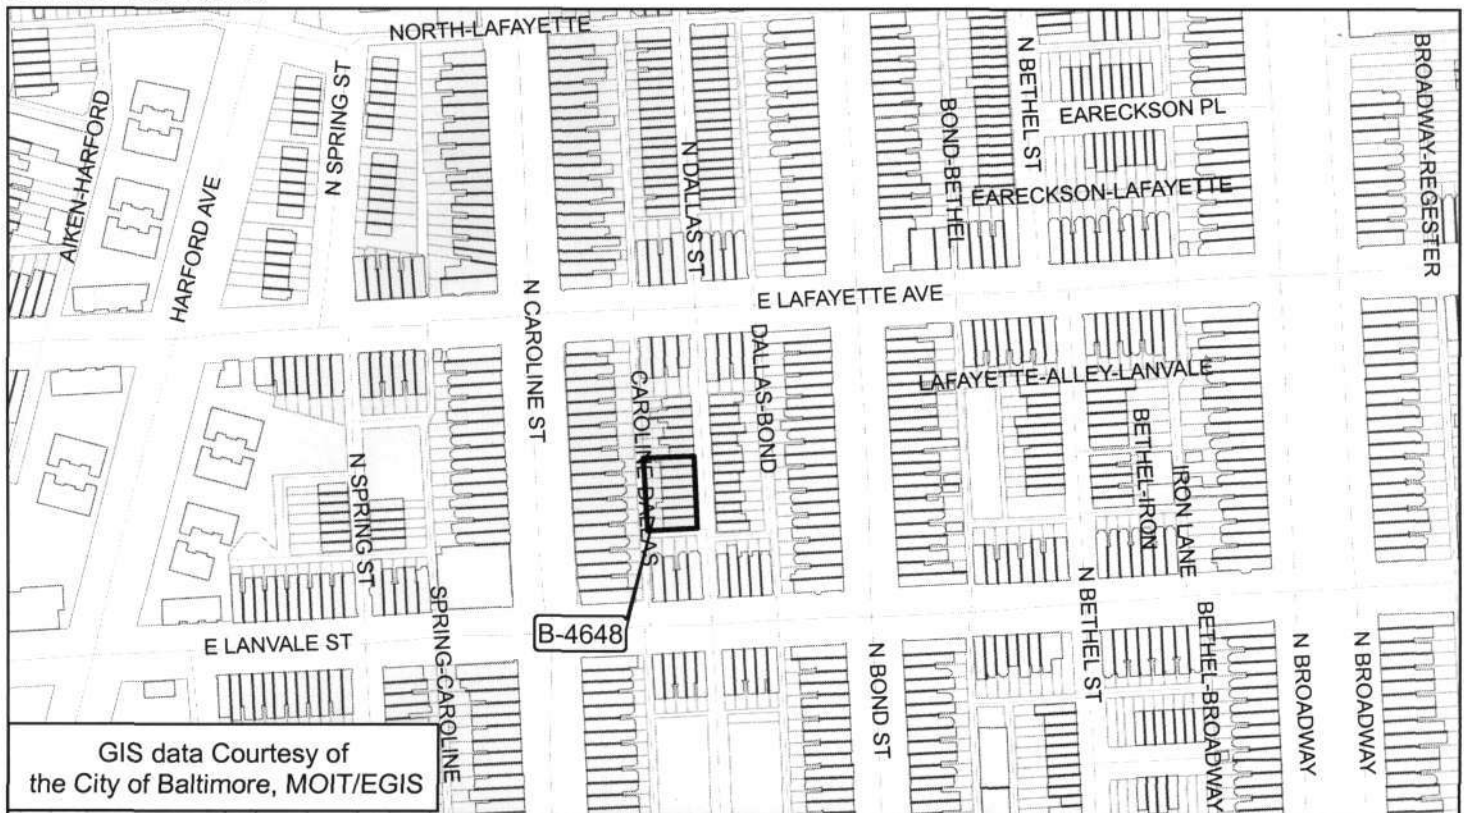 NORTH-LAFAYETTE
N SPRING ST
AIKEN-HARFORD
HARFORD AVE
N DALLAS ST
BOND-BETHEL
N BETHEL ST
EARECKSON PL
EARECKSON-LAFAYETTE
BROADWAY-REGESTER
E LAFAYETTE AVE
N CAROLINE ST
CAROLINE-DALLAS
DALLAS-BOND
LAFAYETTE-ALLEY-LANVALE
BETHEL-IRON
IRON LANE
N SPRING ST
SPRING-CAROLINE
B-4648
E LANVALE ST
N BOND ST
N BETHEL ST
BETHEL-BROADWAY
N BROADWAY
N BROADWAY
GIS data Courtesy of
the City of Baltimore, MOIT/EGIS